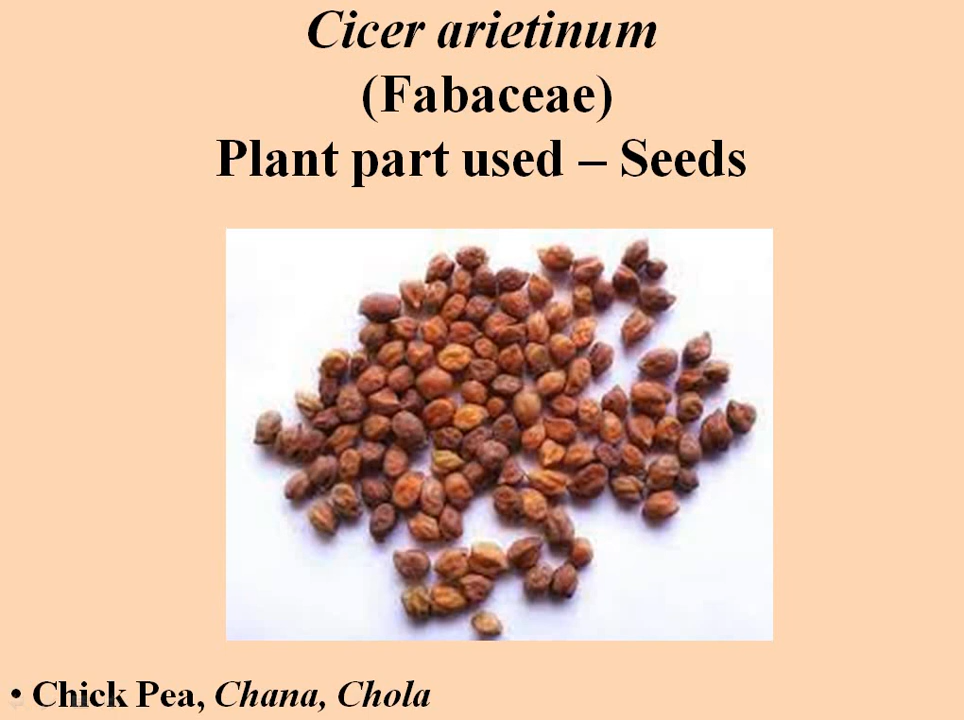 Cicer arietinum
(Fabaceae)
Plant part used – Seeds
• Chick Pea, Chana, Chola